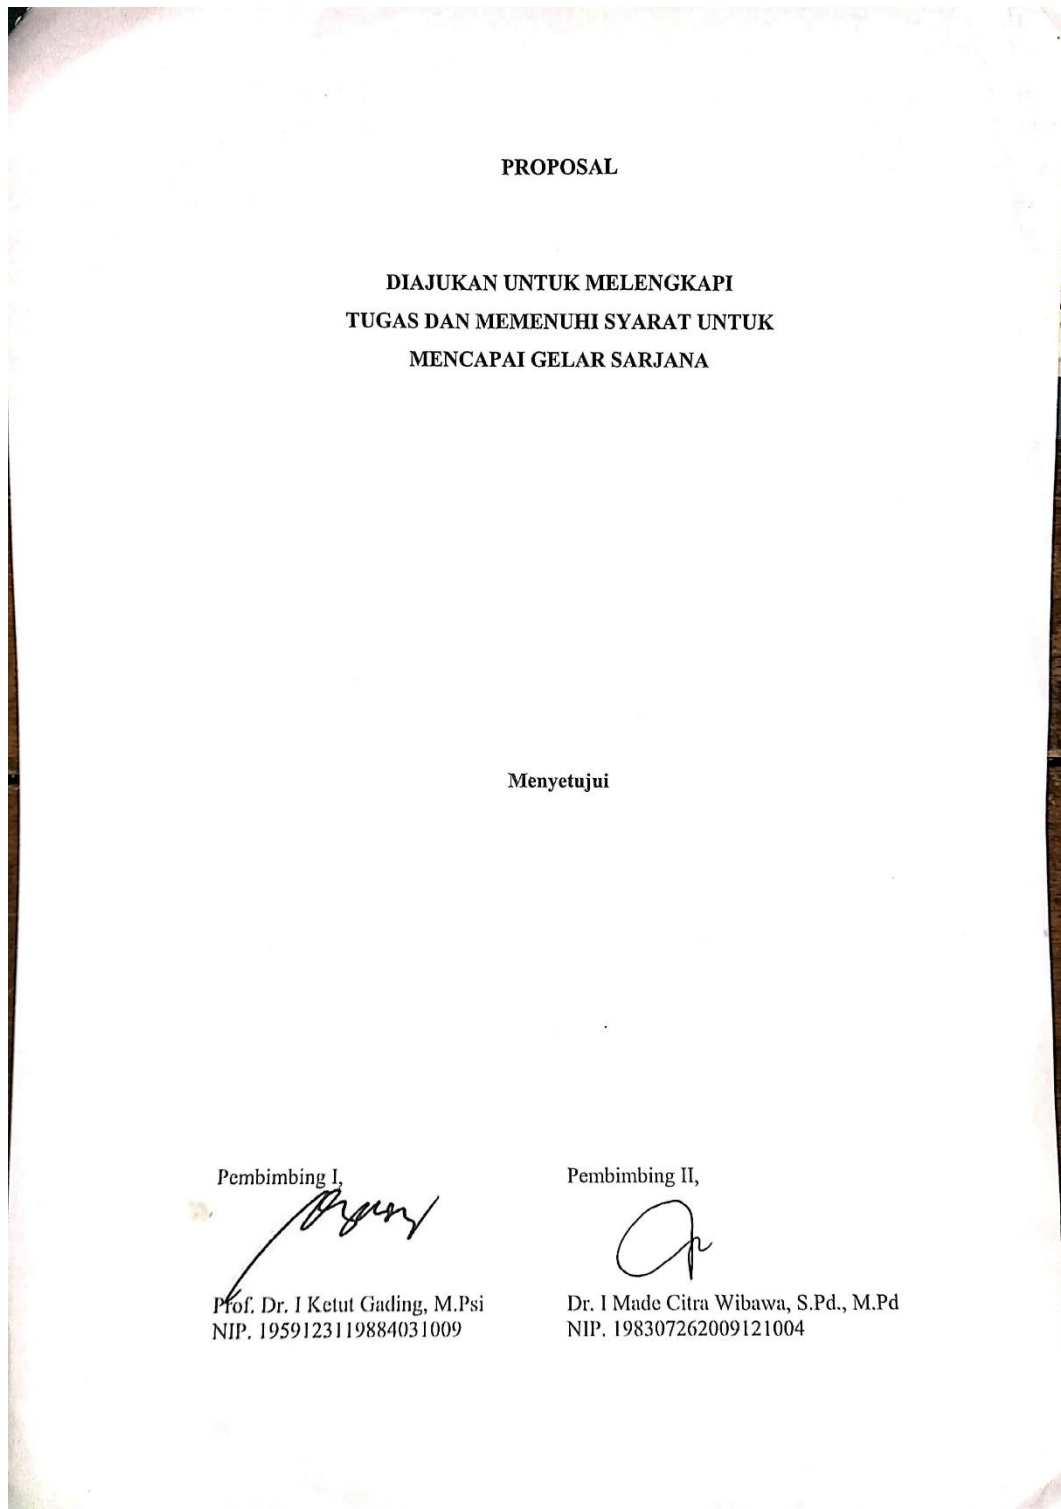 PROPOSAL
DIAJUKAN UNTUK MELENGKAPI
TUGAS DAN MEMENUHI SYARAT UNTUK
MENCAPAI GELAR SARJANA
Menyetujui
Pembimbing I,
Pembimbing II,
Prof. Dr. I Ketut Gading, M.Psi
Dr. I Made Citra Wibawa, S.Pd., M.Pd
NIP. 1959123119884031009
NIP. 198307262009121004